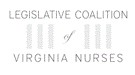 LEGISLATIVE COALITION
of
VIRGINIA NURSES